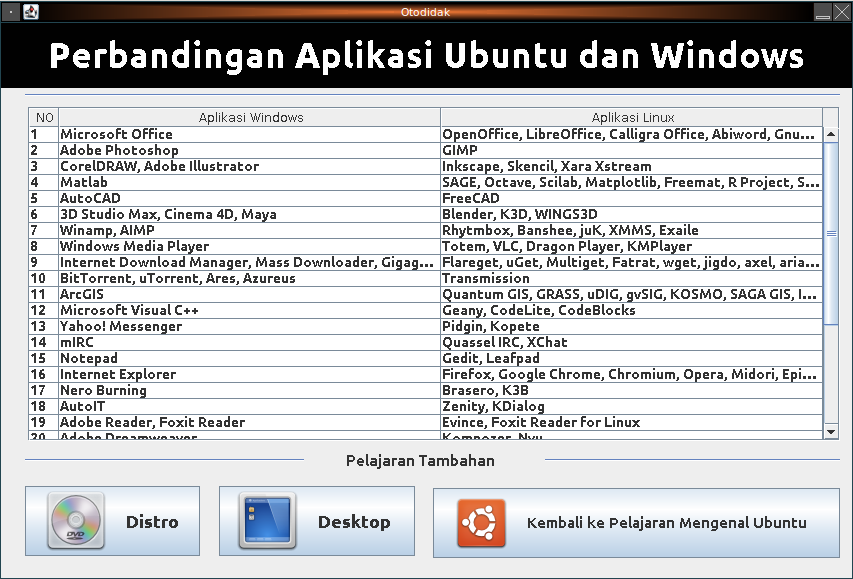 Otodidak
Perbandingan Aplikasi Ubuntu dan Windows
NO Aplikasi Windows Aplikasi Linux
1 Microsoft Office OpenOffice, LibreOffice, Calligra Office, Abiword, Gnu...
2 Adobe Photoshop GIMP
3 CorelDRAW, Adobe Illustrator Inkscape, Skencil, Xara Xstream
4 Matlab SAGE, Octave, Scilab, Matplotlib, Freemat, R Project, S...
5 AutoCAD FreeCAD
6 3D Studio Max, Cinema 4D, Maya Blender, K3D, WINGS3D
7 Winamp, AIMP Rhytmbox, Banshee, juK, XMMS, Exaile
8 Windows Media Player Totem, VLC, Dragon Player, KMPlayer
9 Internet Download Manager, Mass Downloader, Gigag... Flareget, uGet, Multiget, Fatrat, wget, jigdo, axel, aria...
10 BitTorrent, uTorrent, Ares, Azureus Transmission
11 ArcGIS Quantum GIS, GRASS, uDIG, gvSIG, KOSMO, SAGA GIS, I...
12 Microsoft Visual C++ Geany, CodeLite, CodeBlocks
13 Yahoo! Messenger Pidgin, Kopete
14 mIRC Quassel IRC, XChat
15 Notepad Gedit, Leafpad
16 Internet Explorer Firefox, Google Chrome, Chromium, Opera, Midori, Epi...
17 Nero Burning Brasero, K3B
18 AutoIT Zenity, KDialog
19 Adobe Reader, Foxit Reader Evince, Foxit Reader for Linux
20 Adobe Dreamweaver Kompozer, Nvu
Pelajaran Tambahan
DVD
Distro
Desktop
Kembali ke Pelajaran Mengenal Ubuntu